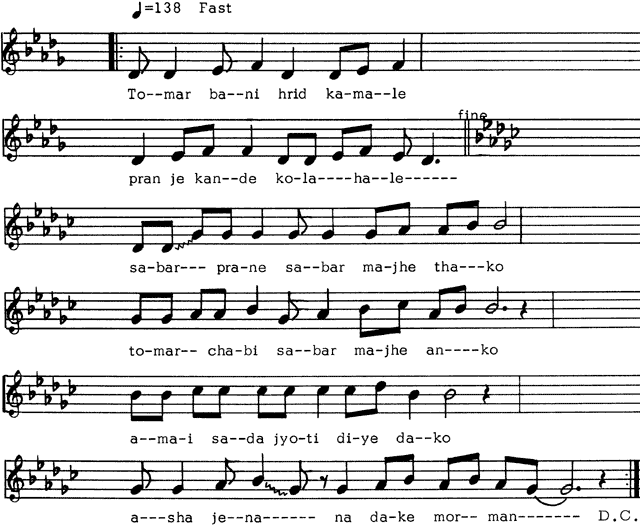 ♩=138 Fast
To--mar ba--ni hrid ka-ma--le
fine
pran je kan--de ko-la----ha--le------
sa-bar--- pra-ne sa--bar ma-jhe tha--ko
to-mar-- cha-bi sa--bar ma-jhe an----ko
a--ma-i sa--da jyo-ti di-ye da--ko
a---sha je-na------ na da-ke mor- man------- D.C.